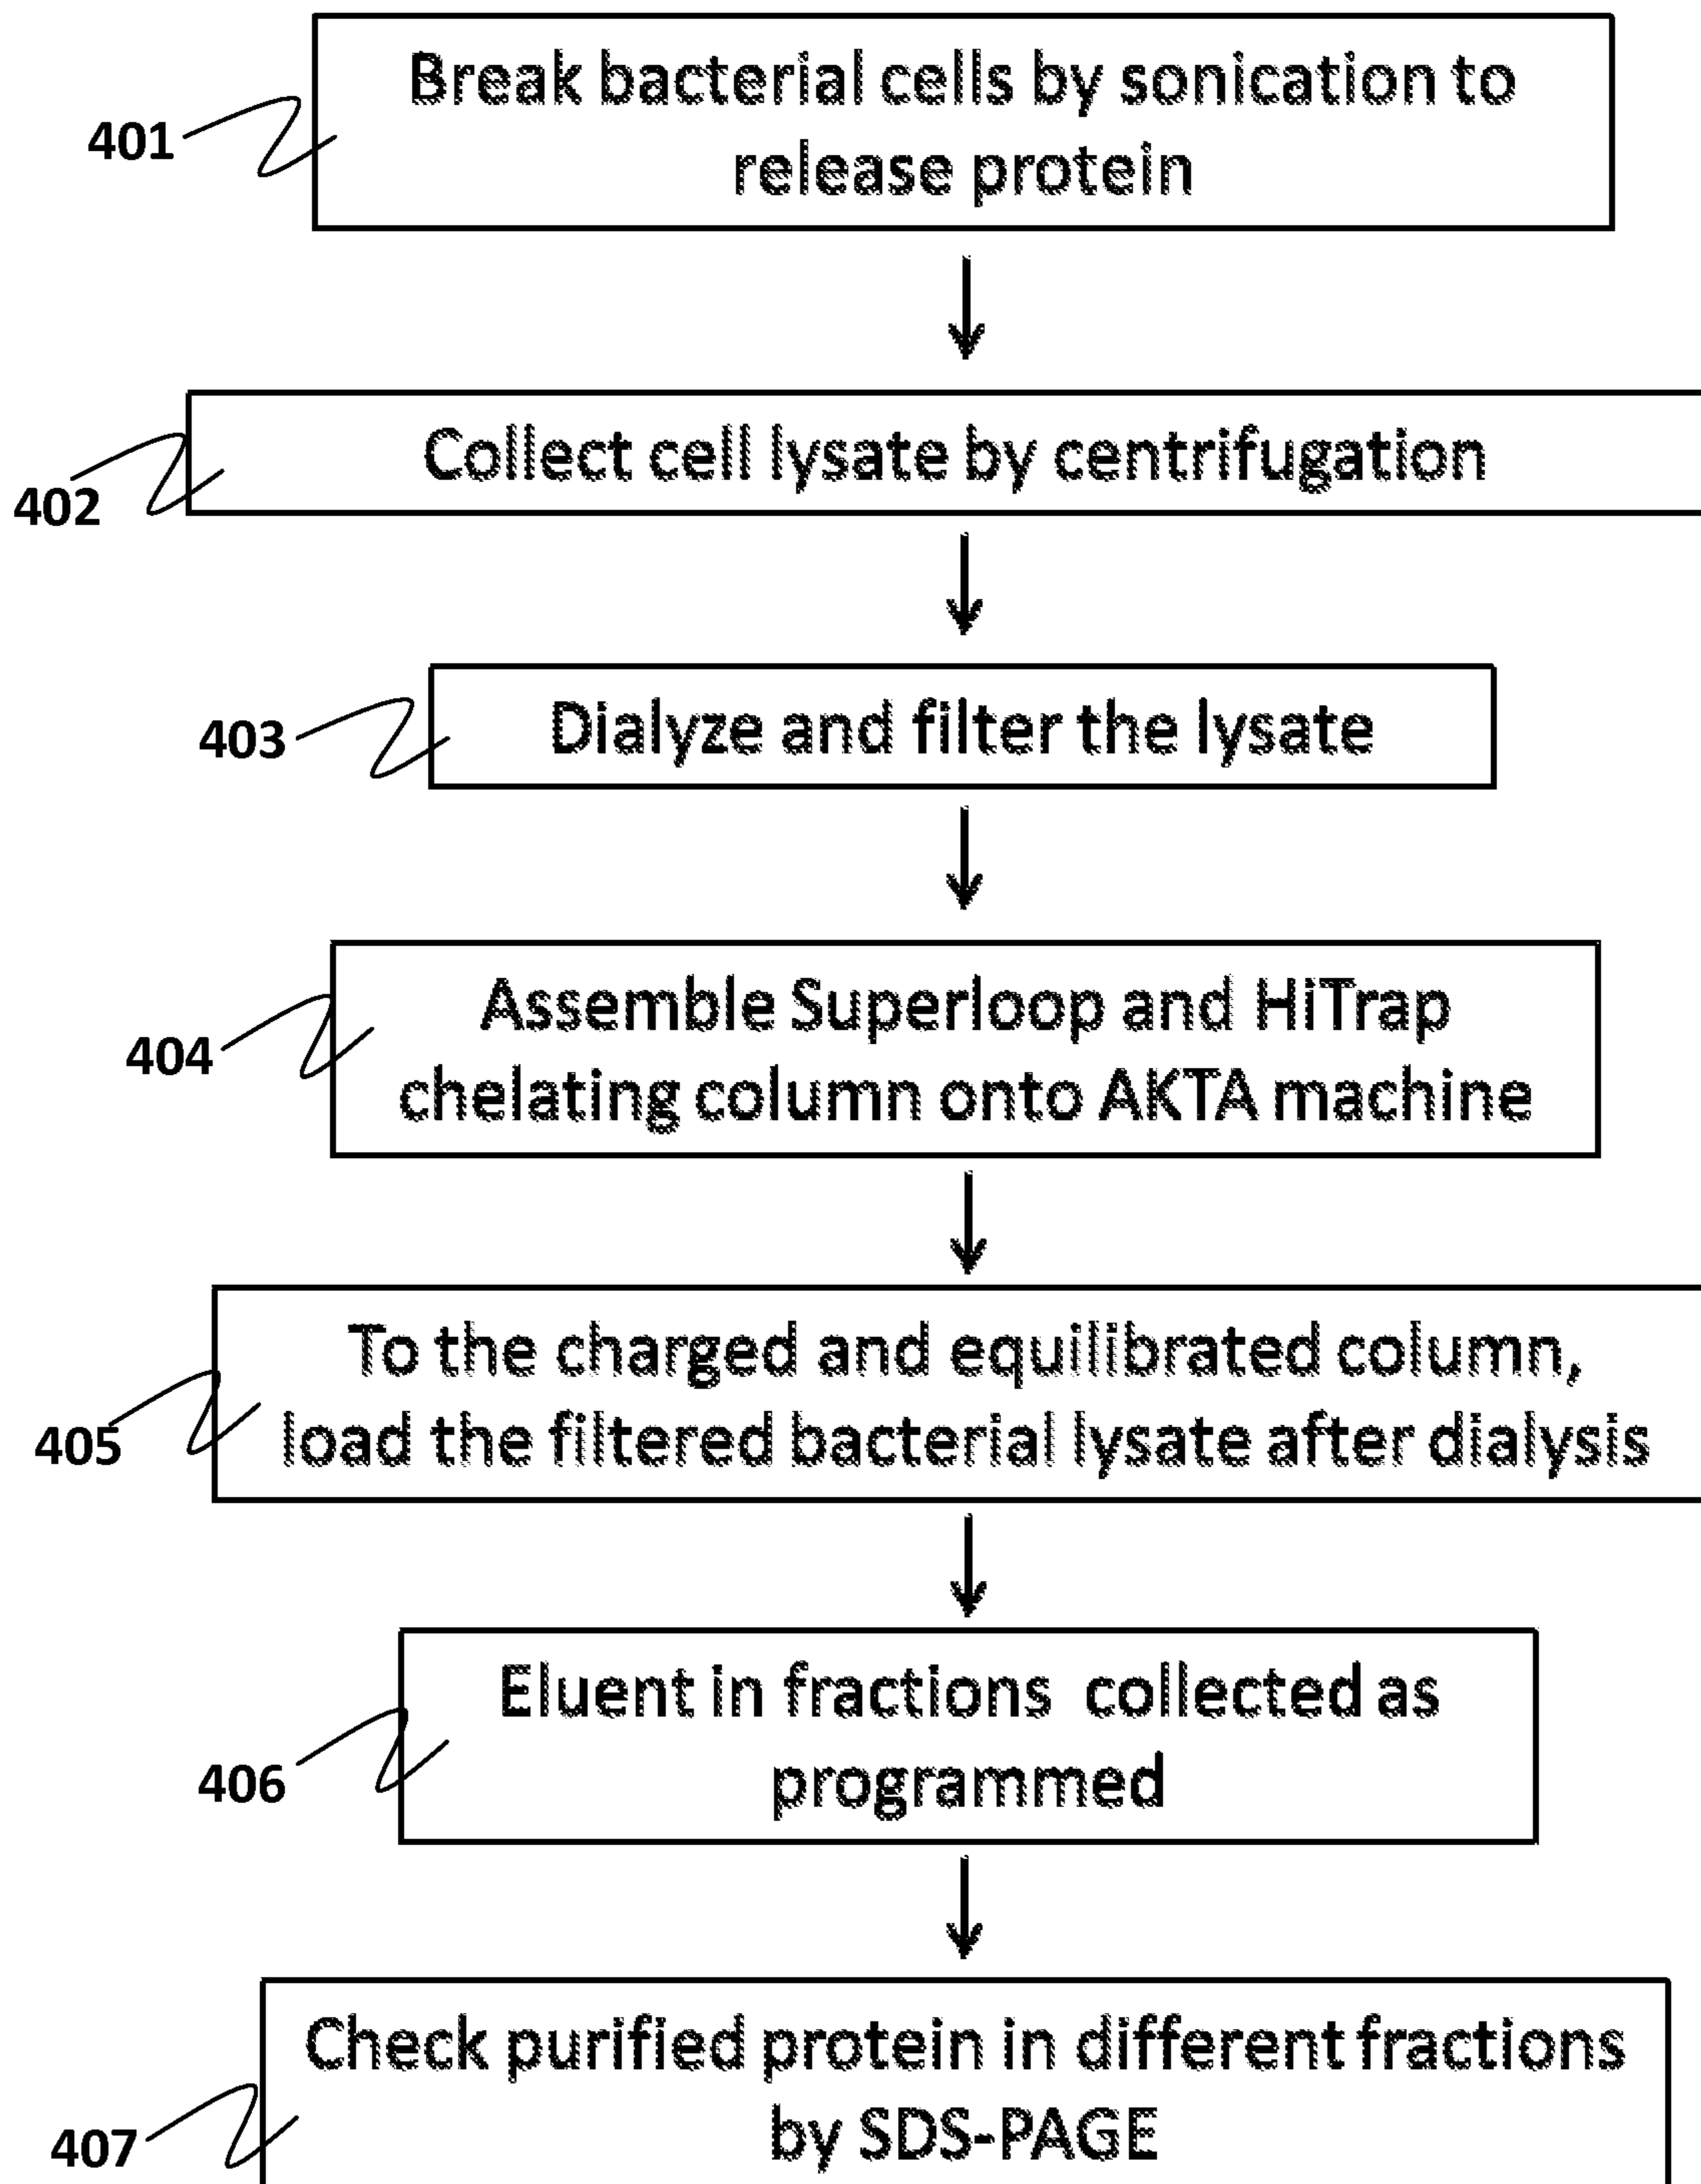 Break bacterial cells by sonication to
release protein
401
Collect cell lysate by centrifugation
402
Dialyze and filter the lysate
403
Assemble Superloop and HiTrap
chelating column onto AKTA machine
404
To the charged and equilibrated column,
load the filtered bacterial lysate after dialysis
405
Eluent in fractions collected as
programmed
406
Check purified protein in different fractions
by SDS-PAGE
407